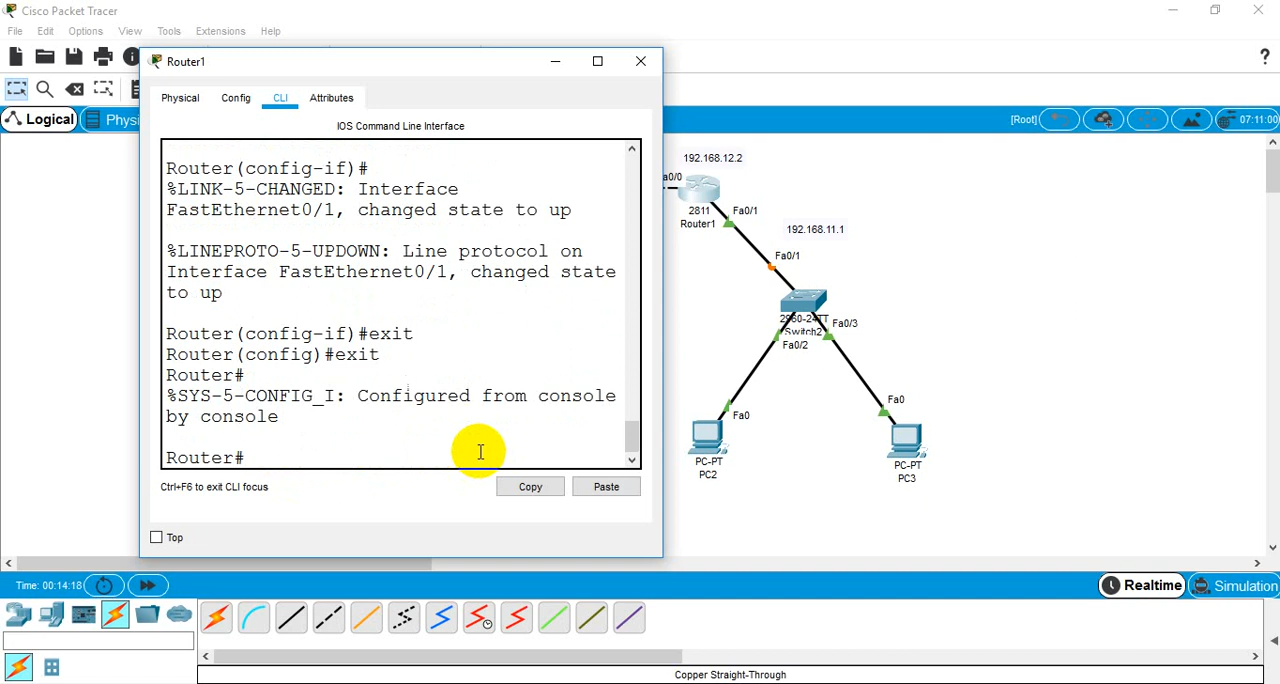 Cisco Packet Tracer
File Edit Options View Tools Extensions Help
?
Logical
Physi
[Root]
07:11:00
Router1
Physical Config CLI Attributes
IOS Command Line Interface
Router(config-if)#
%LINK-5-CHANGED: Interface
FastEthernet0/1, changed state to up
%LINEPROTO-5-UPDOWN: Line protocol on
Interface FastEthernet0/1, changed state
to up
Router(config-if)#exit
Router(config)#exit
Router#
%SYS-5-CONFIG_I: Configured from console
by console
Router#
Ctrl+F6 to exit CLI focus
Copy
Paste
Top
192.168.12.2
a0/0
2811
Router1
Fa0/1
192.168.11.1
Fa0/1
2960-24TT
Switch2
Fa0/3
Fa0/2
Fa0
Fa0
PC-PT
PC2
PC-PT
PC3
Time: 00:14:18
Realtime
Simulation
Copper Straight-Through